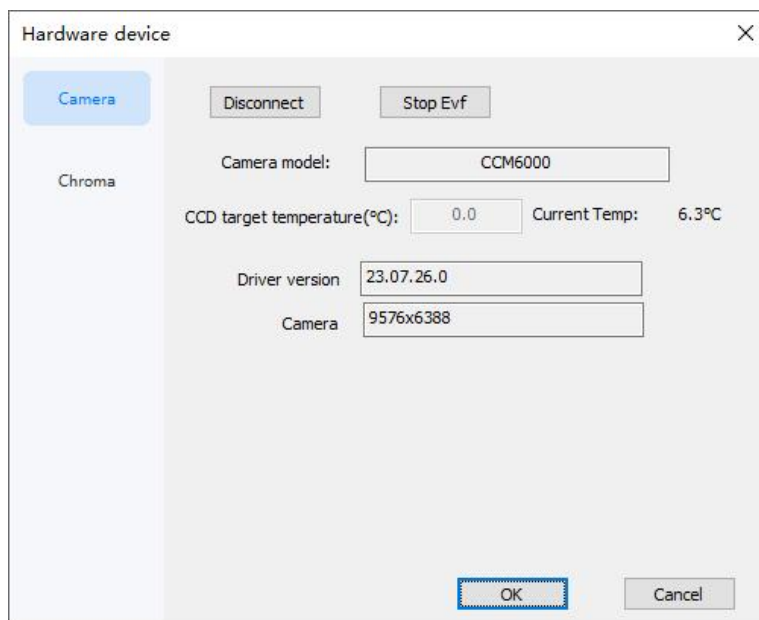 Hardware device
Camera
Disconnect Stop Evf
Camera model: CCM6000
Chroma
CCD target temperature(°C): 0.0 Current Temp: 6.3°C
Driver version 23.07.26.0
Camera 9576x6388
OK Cancel